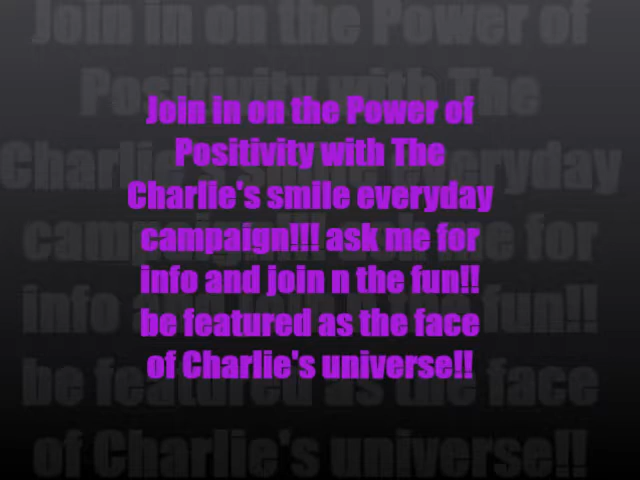 Join in on the Power of
Positivity with The
Charlie's smile everyday
campaign!!! ask me for
info and join n the fun!!
be featured as the face
of Charlie's universe!!